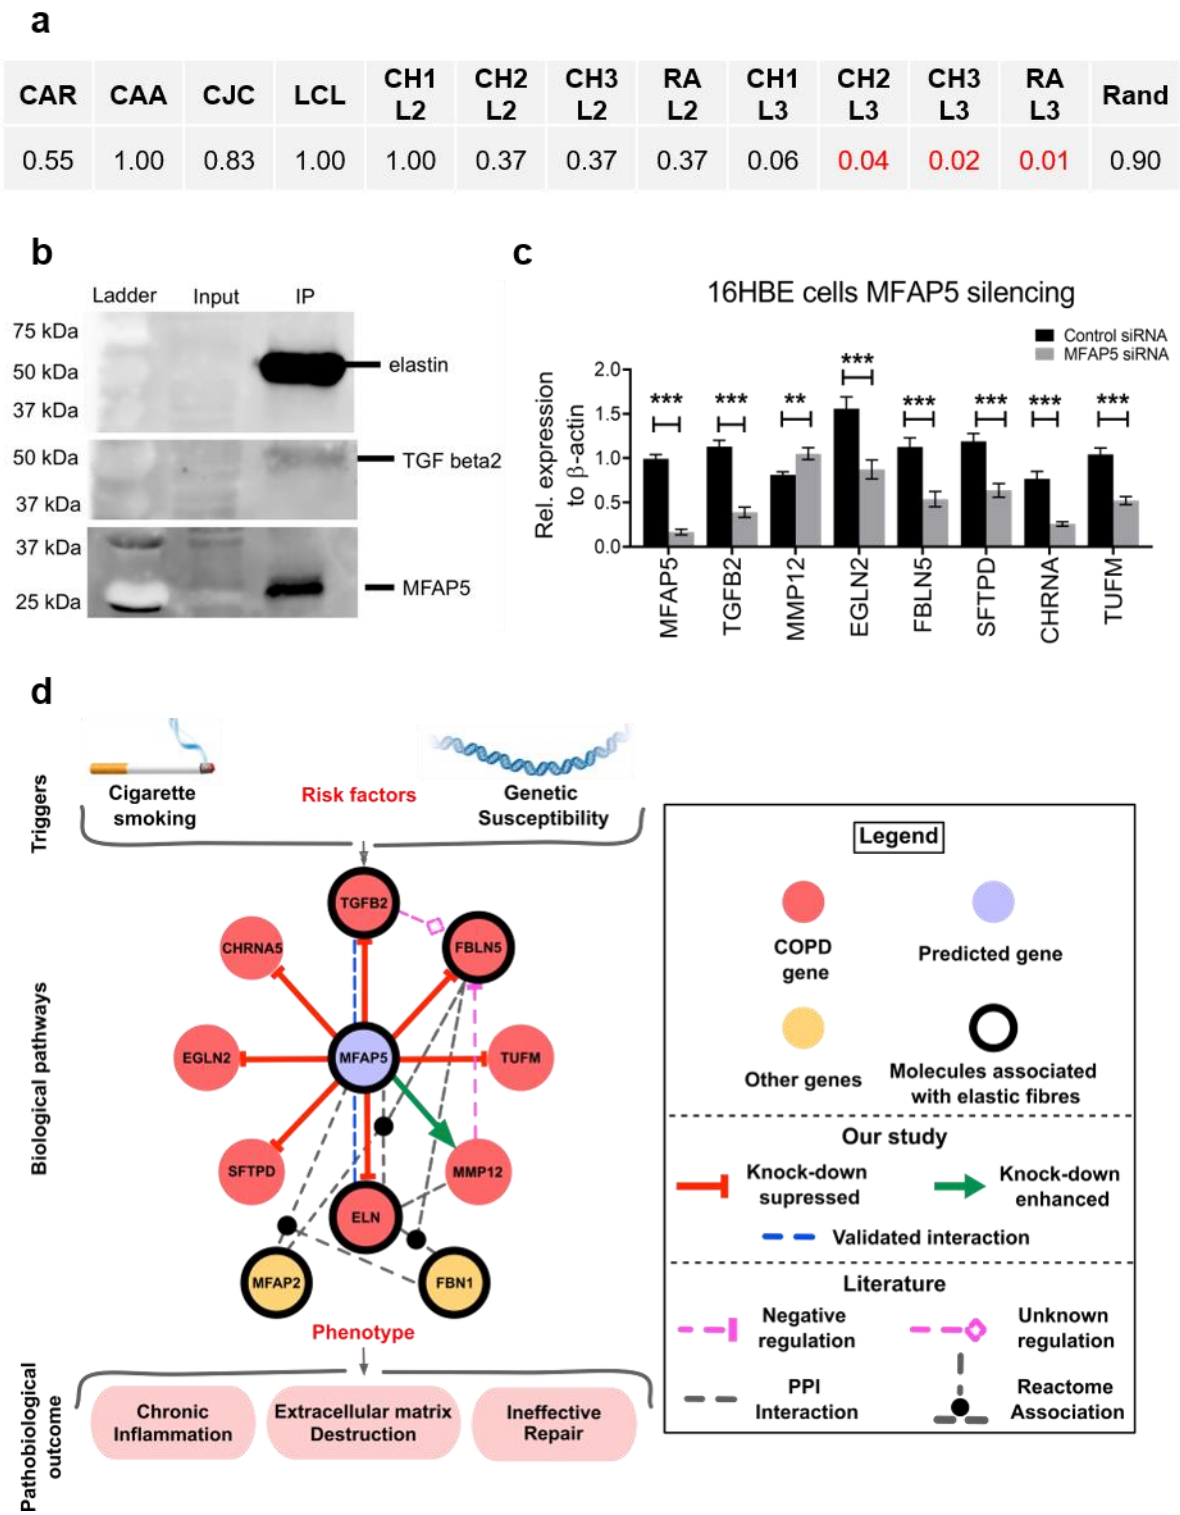 a
CAR CAA CJC LCL CH1 L2 CH2 L2 CH3 L2 RA L2 CH1 L3 CH2 L3 CH3 L3 RA L3 Rand
0.55 1.00 0.83 1.00 1.00 0.37 0.37 0.37 0.06 0.04 0.02 0.01 0.90
b
Ladder Input IP
75 kDa
50 kDa
37 kDa
elastin
50 kDa
37 kDa
TGF beta2
37 kDa
25 kDa
MFAP5
c
16HBE cells MFAP5 silencing
Control siRNA
MFAP5 siRNA
Rel. expression
to β-actin
2.0
1.5
1.0
0.5
0.0
*** *** ** *** *** *** *** ***
MFAP5 TGFB2 MMP12 EGLN2 FBLN5 SFTPD CHRNA TUFM
d
Triggers
Cigarette
smoking
Risk factors
Genetic
Susceptibility
Biological pathways
TGFB2
CHRNA5
FBLN5
EGLN2
MFAP5
TUFM
SFTPD
MMP12
ELN
MFAP2
FBN1
Phenotype
Pathobiological
outcome
Chronic
Inflammation
Extracellular matrix
Destruction
Ineffective
Repair
Legend
COPD
gene
Predicted gene
Other genes
Molecules associated
with elastic fibres
Our study
Knock-down
supressed
Knock-down
enhanced
Validated interaction
Literature
Negative
regulation
Unknown
regulation
PPI
Interaction
Reactome
Association